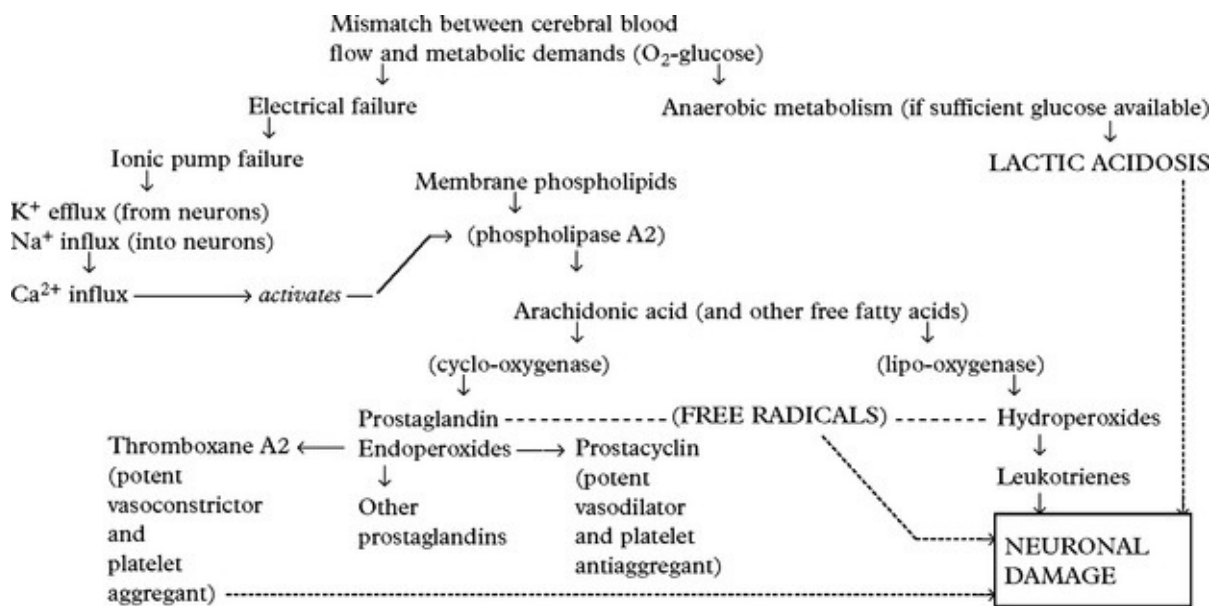 Mismatch between cerebral blood
flow and metabolic demands (O₂-glucose)
Electrical failure
Anaerobic metabolism (if sufficient glucose available)
Ionic pump failure
LACTIC ACIDOSIS
Membrane phospholipids
K⁺ efflux (from neurons)
Na⁺ influx (into neurons)
(phospholipase A2)
Ca²⁺ influx
activates
Arachidonic acid (and other free fatty acids)
(cyclo-oxygenase)
(lipo-oxygenase)
Prostaglandin
Endoperoxides
(FREE RADICALS)
Hydroperoxides
Thromboxane A2
(potent
vasoconstrictor
and
platelet
aggregant)
Other
prostaglandins
Prostacyclin
(potent
vasodilator
and platelet
antiaggregant)
Leukotrienes
NEURONAL
DAMAGE